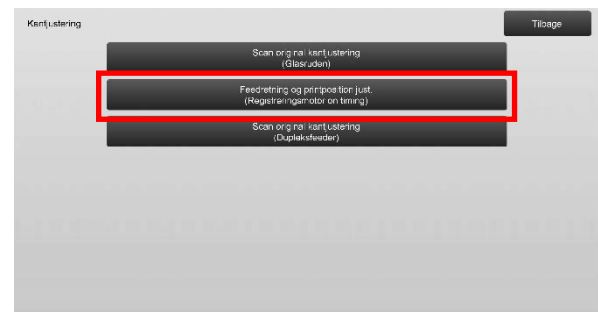 Kantjustering
Tilbage
Scan original kantjustering
(Glasruden)
Feedretning og printposition just.
(Registreringsmotor on timing)
Scan original kantjustering
(Dupleksfeeder)